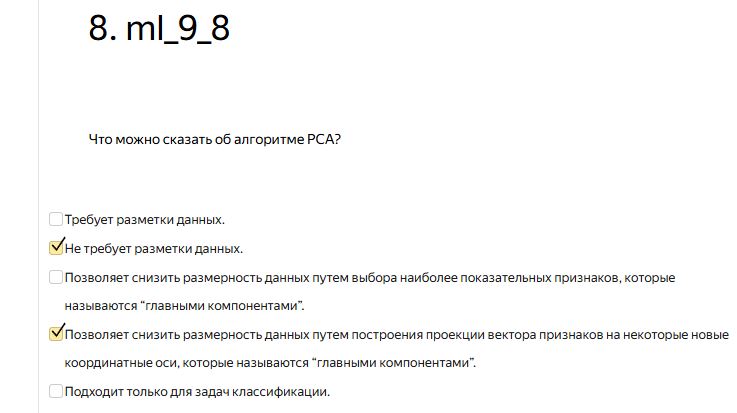 8. ml_9_8
Что можно сказать об алгоритме PCA?
Требует разметки данных.
Не требует разметки данных.
Позволяет снизить размерность данных путем выбора наиболее показательных признаков, которые
называются “главными компонентами”.
Позволяет снизить размерность данных путем построения проекции вектора признаков на некоторые новые
координатные оси, которые называются “главными компонентами”.
Подходит только для задач классификации.